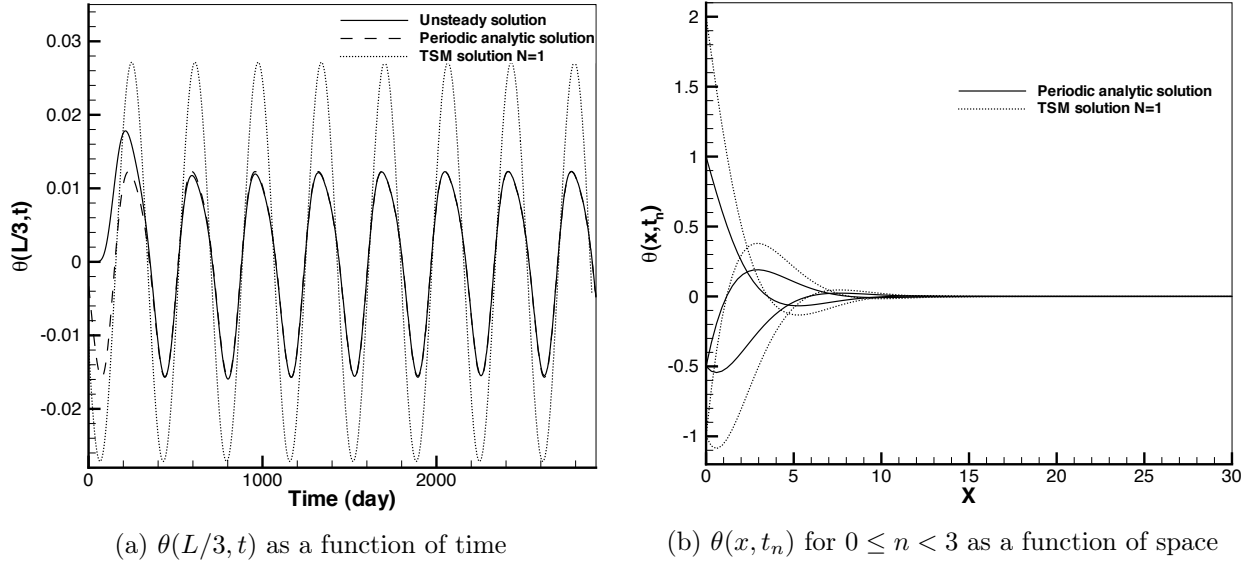 0.03
0.02
0.01
0
-0.01
-0.02
θ(L/3,t)
Unsteady solution
Periodic analytic solution
TSM solution N=1
0
1000
2000
Time (day)
(a) θ(L/3, t) as a function of time
2
1.5
1
0.5
0
-0.5
-1
θ(x,tₙ)
Periodic analytic solution
TSM solution N=1
0
5
10
15
20
25
30
X
(b) θ(x, tₙ) for 0 ≤ n < 3 as a function of space